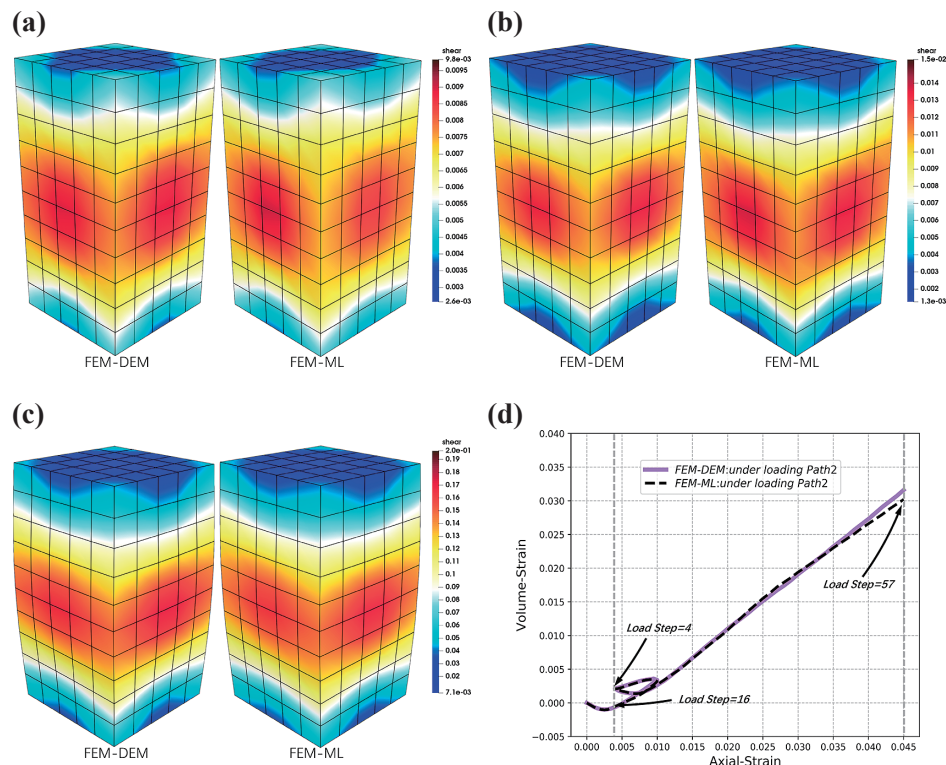 (a)
shear
9.8e-03
0.0095
0.009
0.0085
0.008
0.0075
0.007
0.0065
0.006
0.0055
0.005
0.0045
0.004
0.0035
0.003
2.6e-03
FEM-DEM
FEM-ML
(b)
shear
1.5e-02
0.014
0.013
0.012
0.011
0.01
0.009
0.008
0.007
0.006
0.005
0.004
0.003
0.002
1.3e-03
FEM-DEM
FEM-ML
(c)
shear
2.0e-01
0.19
0.18
0.17
0.16
0.15
0.14
0.13
0.12
0.11
0.1
0.09
0.08
0.07
0.06
0.05
0.04
0.03
0.02
7.1e-03
FEM-DEM
FEM-ML
(d)
0.040
0.035
0.030
0.025
0.020
0.015
0.010
0.005
0.000
−0.005
Volume-Strain
FEM-DEM:under loading Path2
FEM-ML:under loading Path2
Load Step=57
Load Step=4
Load Step=16
0.000 0.005 0.010 0.015 0.020 0.025 0.030 0.035 0.040 0.045
Axial-Strain